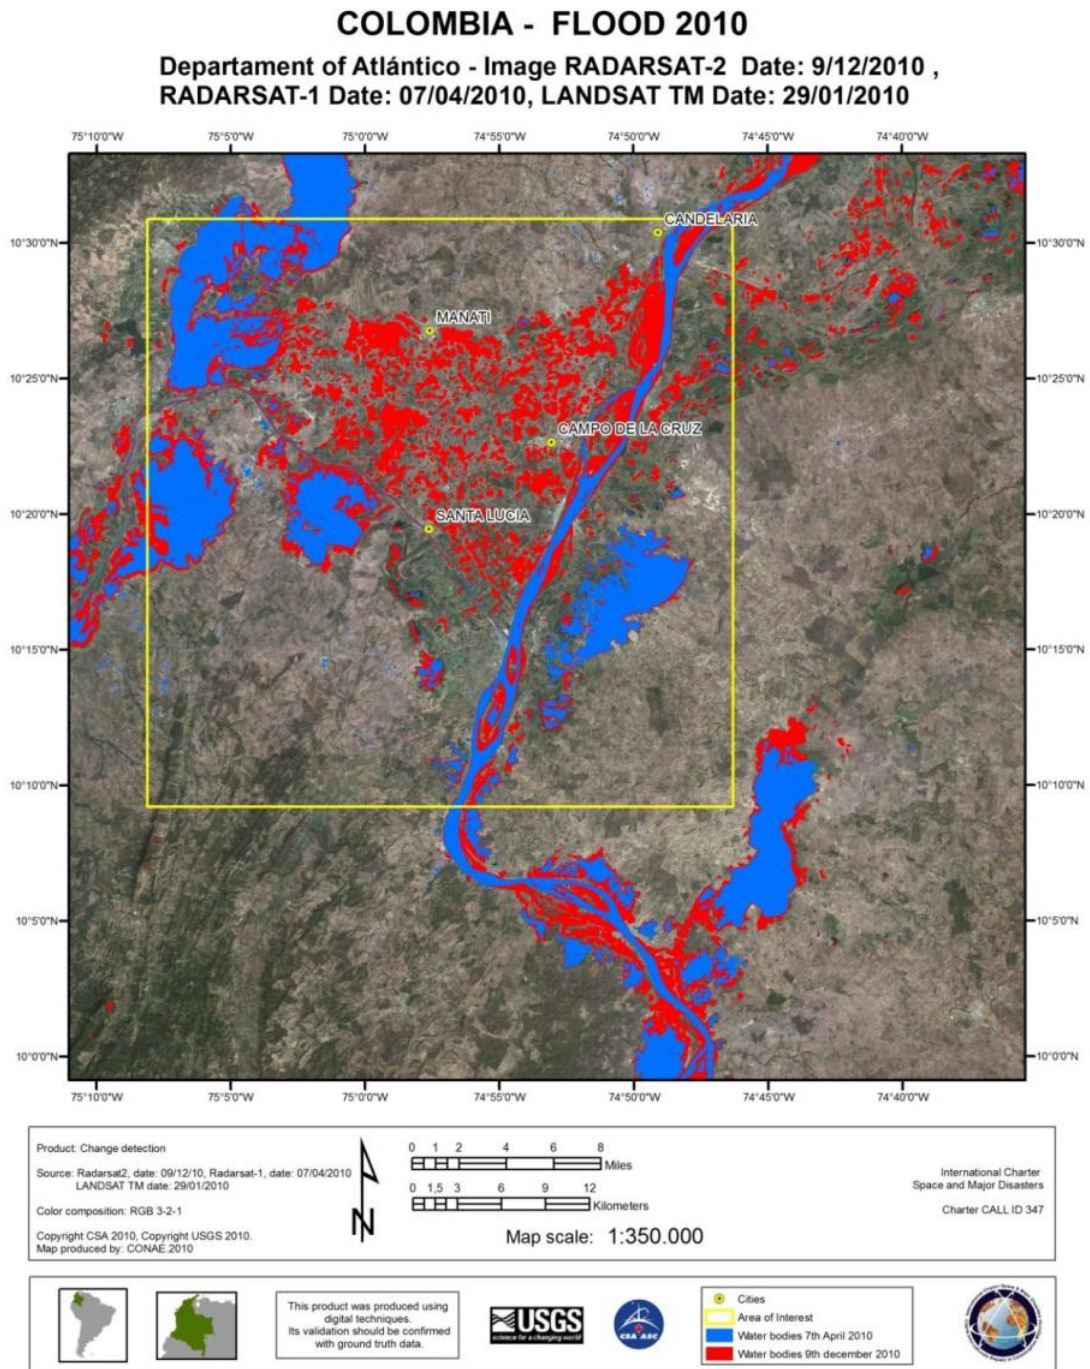 COLOMBIA - FLOOD 2010
Departament of Atlántico - Image RADARSAT-2 Date: 9/12/2010 ,
RADARSAT-1 Date: 07/04/2010, LANDSAT TM Date: 29/01/2010
75°10'0"W 75°5'0"W 75°0'0"W 74°55'0"W 74°50'0"W 74°45'0"W 74°40'0"W
CANDELARIA
10°30'0"N 10°30'0"N
MANATI
10°25'0"N 10°25'0"N
CAMPO DE LA CRUZ
10°20'0"N 10°20'0"N
SANTA LUCIA
10°15'0"N 10°15'0"N
10°10'0"N 10°10'0"N
10°5'0"N 10°5'0"N
10°0'0"N 10°0'0"N
75°10'0"W 75°5'0"W 75°0'0"W 74°55'0"W 74°50'0"W 74°45'0"W 74°40'0"W
Product: Change detection
Source: Radarsat2, date: 09/12/10, Radarsat-1, date: 07/04/2010
LANDSAT TM date: 29/01/2010
Color composition: RGB 3-2-1
Copyright CSA 2010, Copyright USGS 2010.
Map produced by: CONAE.2010
N
0 1 2 4 6 8
Miles
0 1,5 3 6 9 12
Kilometers
Map scale: 1:350.000
International Charter
Space and Major Disasters
Charter CALL ID 347
This product was produced using
digital techniques.
Its validation should be confirmed
with ground truth data.
USGS
science for a changing world
CSA ASC
Cities
Area of Interest
Water bodies 7th April 2010
Water bodies 9th december 2010